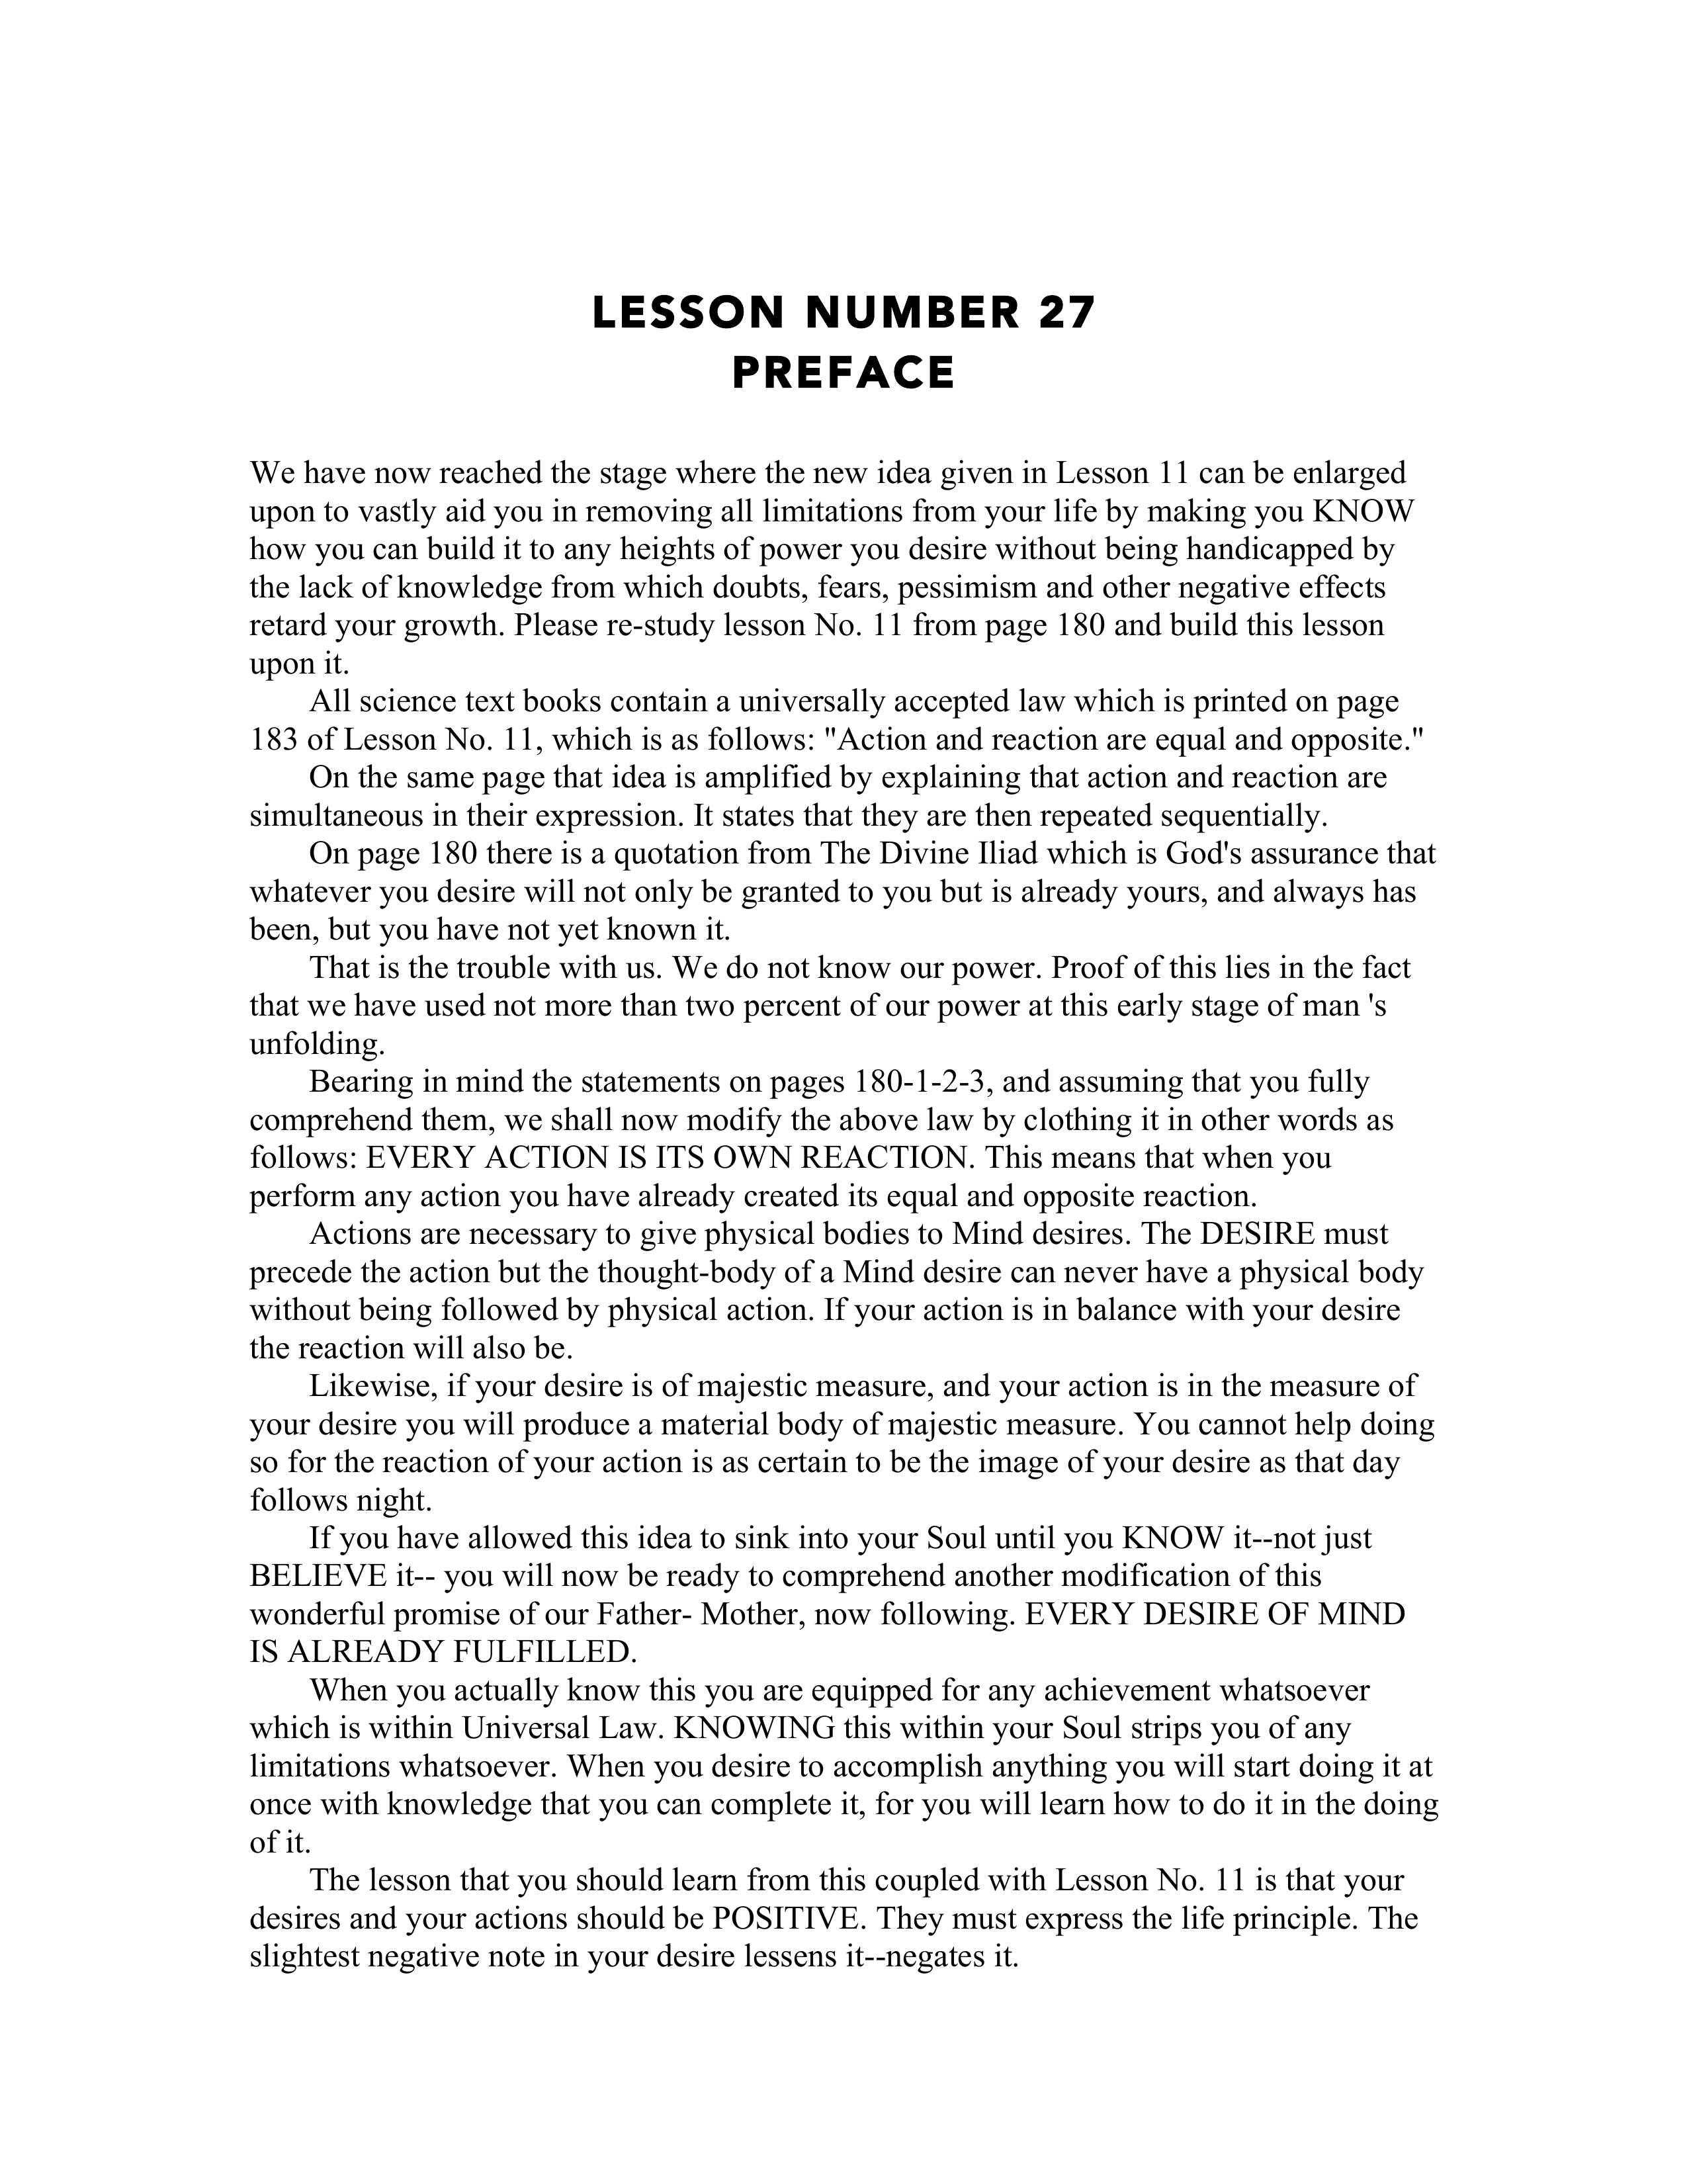 LESSON NUMBER 27
PREFACE
We have now reached the stage where the new idea given in Lesson 11 can be enlarged
upon to vastly aid you in removing all limitations from your life by making you KNOW
how you can build it to any heights of power you desire without being handicapped by
the lack of knowledge from which doubts, fears, pessimism and other negative effects
retard your growth. Please re-study lesson No. 11 from page 180 and build this lesson
upon it.
All science text books contain a universally accepted law which is printed on page
183 of Lesson No. 11, which is as follows: "Action and reaction are equal and opposite."
On the same page that idea is amplified by explaining that action and reaction are
simultaneous in their expression. It states that they are then repeated sequentially.
On page 180 there is a quotation from The Divine Iliad which is God's assurance that
whatever you desire will not only be granted to you but is already yours, and always has
been, but you have not yet known it.
That is the trouble with us. We do not know our power. Proof of this lies in the fact
that we have used not more than two percent of our power at this early stage of man 's
unfolding.
Bearing in mind the statements on pages 180-1-2-3, and assuming that you fully
comprehend them, we shall now modify the above law by clothing it in other words as
follows: EVERY ACTION IS ITS OWN REACTION. This means that when you
perform any action you have already created its equal and opposite reaction.
Actions are necessary to give physical bodies to Mind desires. The DESIRE must
precede the action but the thought-body of a Mind desire can never have a physical body
without being followed by physical action. If your action is in balance with your desire
the reaction will also be.
Likewise, if your desire is of majestic measure, and your action is in the measure of
your desire you will produce a material body of majestic measure. You cannot help doing
so for the reaction of your action is as certain to be the image of your desire as that day
follows night.
If you have allowed this idea to sink into your Soul until you KNOW it--not just
BELIEVE it-- you will now be ready to comprehend another modification of this
wonderful promise of our Father- Mother, now following. EVERY DESIRE OF MIND
IS ALREADY FULFILLED.
When you actually know this you are equipped for any achievement whatsoever
which is within Universal Law. KNOWING this within your Soul strips you of any
limitations whatsoever. When you desire to accomplish anything you will start doing it at
once with knowledge that you can complete it, for you will learn how to do it in the doing
of it.
The lesson that you should learn from this coupled with Lesson No. 11 is that your
desires and your actions should be POSITIVE. They must express the life principle. The
slightest negative note in your desire lessens it--negates it.